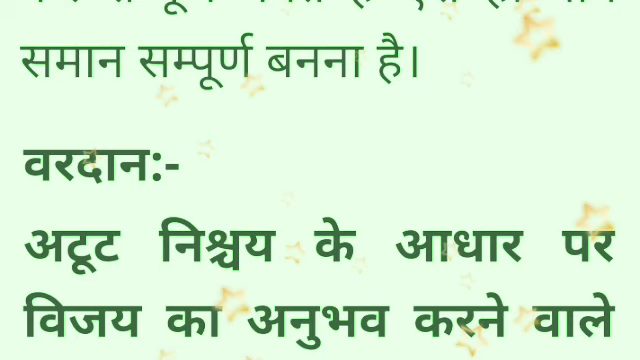 समान सम्पूर्ण बनना है।
वरदान:-
अटूट निश्चय के आधार पर
विजय का अनुभव करने वाले